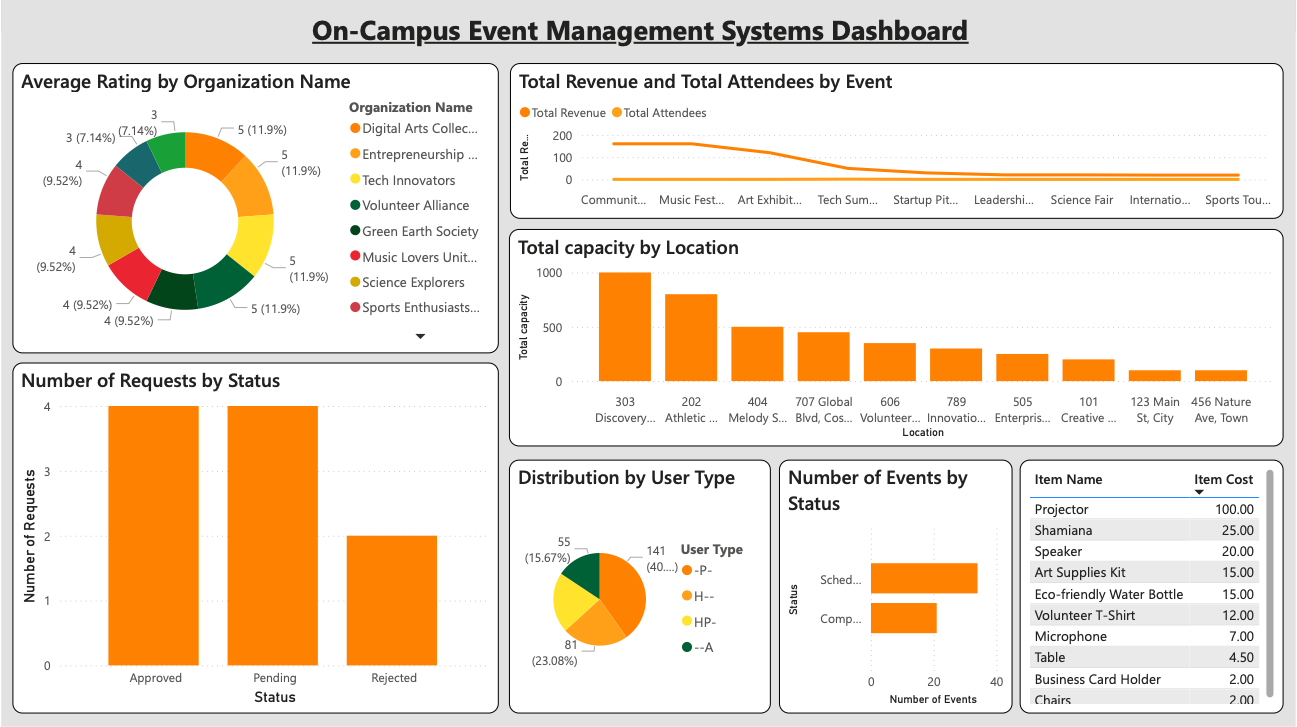 On-Campus Event Management Systems Dashboard
Average Rating by Organization Name
3
(7.14%)
3 (7.14%)
5 (11.9%)
5
(11.9%)
4
(9.52%)
4
(9.52%)
5
(11.9%)
4 (9.52%)
4 (9.52%)
5 (11.9%)
Organization Name
Digital Arts Collec...
Entrepreneurship ...
Tech Innovators
Volunteer Alliance
Green Earth Society
Music Lovers Unit...
Science Explorers
Sports Enthusiasts...
Total Revenue and Total Attendees by Event
Total Revenue
Total Attendees
Total Re...
200
100
0
Communit...
Music Fest...
Art Exhibit...
Tech Sum...
Startup Pit...
Leadershi...
Science Fair
Internatio...
Sports Tou...
Total capacity by Location
Total capacity
1000
500
0
303
Discovery...
202
Athletic ...
404
Melody S...
707 Global
Blvd, Cos...
606
Volunteer...
789
Innovatio...
505
Enterpris...
101
Creative ...
123 Main
St, City
456 Nature
Ave, Town
Location
Number of Requests by Status
Number of Requests
4
3
2
1
0
Approved
Pending
Rejected
Status
Distribution by User Type
55
(15.67%)
141
(40....)
81
(23.08%)
User Type
-P-
H--
HP-
--A
Number of Events by
Status
Status
Sched...
Comp...
0
20
40
Number of Events
Item Name Item Cost
Projector 100.00
Shamiana 25.00
Speaker 20.00
Art Supplies Kit 15.00
Eco-friendly Water Bottle 15.00
Volunteer T-Shirt 12.00
Microphone 7.00
Table 4.50
Business Card Holder 2.00
Chairs 2.00